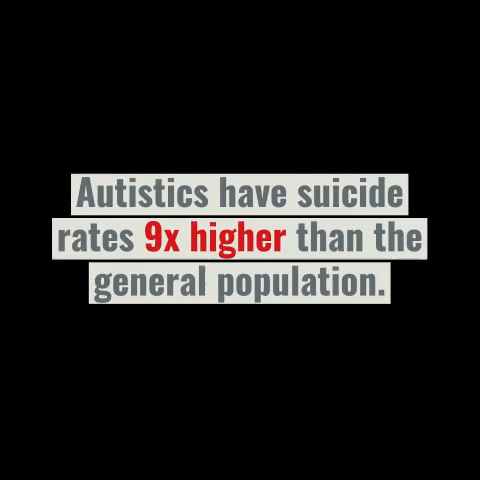 Autistics have suicide
rates 9x higher than the
general population.